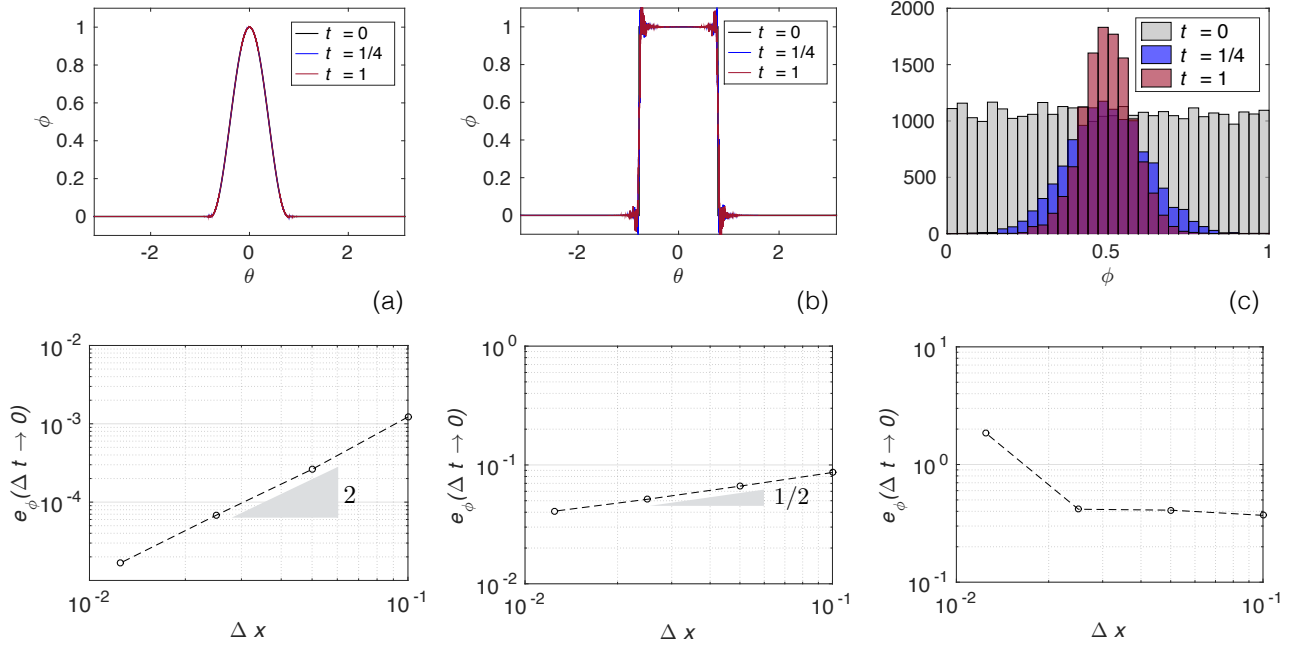 1
0.8
0.6
0.4
0.2
0
ϕ
-2
0
2
θ
t = 0
t = 1/4
t = 1
(a)
1
0.8
0.6
0.4
0.2
0
ϕ
-2
0
2
θ
t = 0
t = 1/4
t = 1
(b)
2000
1500
1000
500
0
0
0.5
1
ϕ
t = 0
t = 1/4
t = 1
(c)
10^-2
10^-3
10^-4
e_ϕ(Δ t → 0)
2
10^-2
10^-1
Δ x
10^0
10^-1
10^-2
e_ϕ(Δ t → 0)
1/2
10^-2
10^-1
Δ x
10^1
10^0
10^-1
e_ϕ(Δ t → 0)
10^-2
10^-1
Δ x